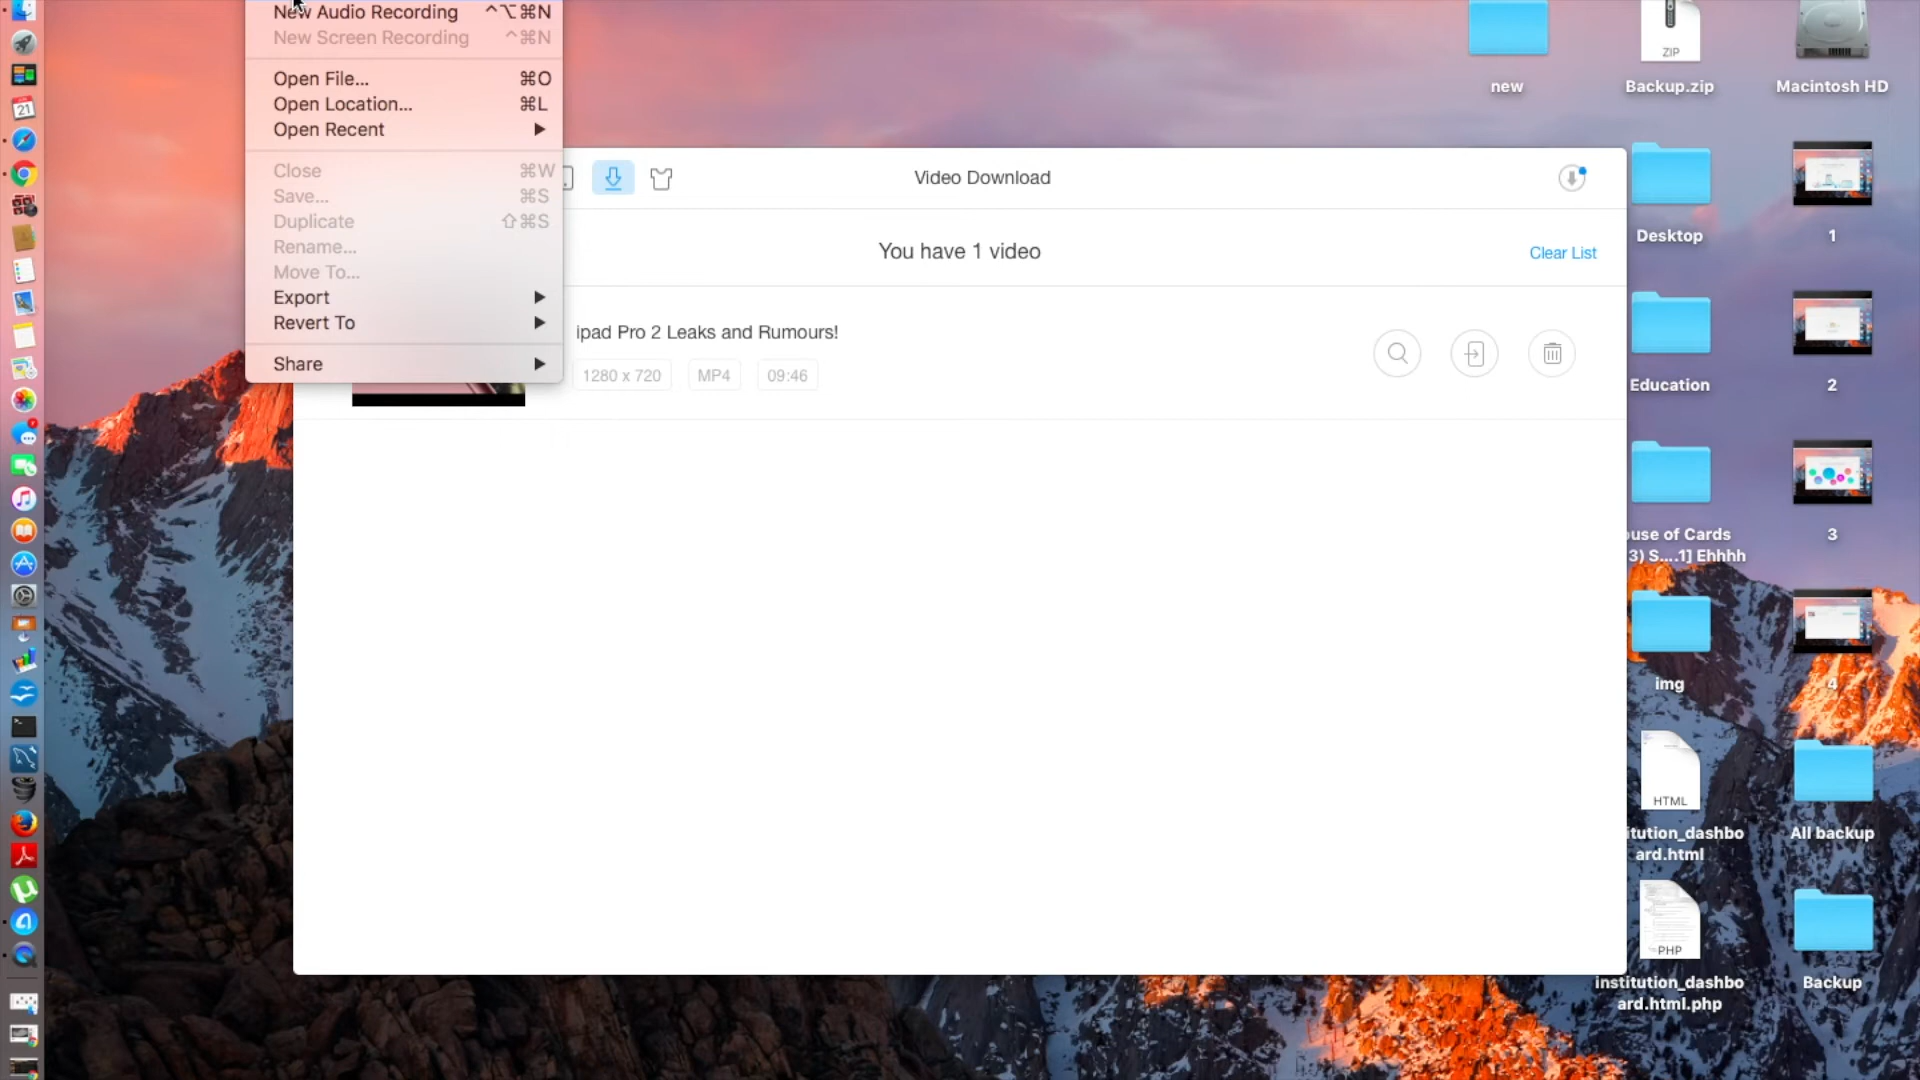 New Audio Recording ⌃⌥⌘N
New Screen Recording ⌃⌘N
Open File... ⌘O
Open Location... ⌘L
Open Recent
Close ⌘W
Save... ⌘S
Duplicate ⇧⌘S
Rename...
Move To...
Export
Revert To
Share
Video Download
You have 1 video
Clear List
ipad Pro 2 Leaks and Rumours!
1280 x 720 MP4 09:46
ZIP
new
Backup.zip
Macintosh HD
Desktop
1
Education
2
ouse of Cards
3) S....1] Ehhhh
3
img
4
HTML
itution_dashbo
ard.html
All backup
PHP
institution_dashbo
ard.html.php
Backup
21